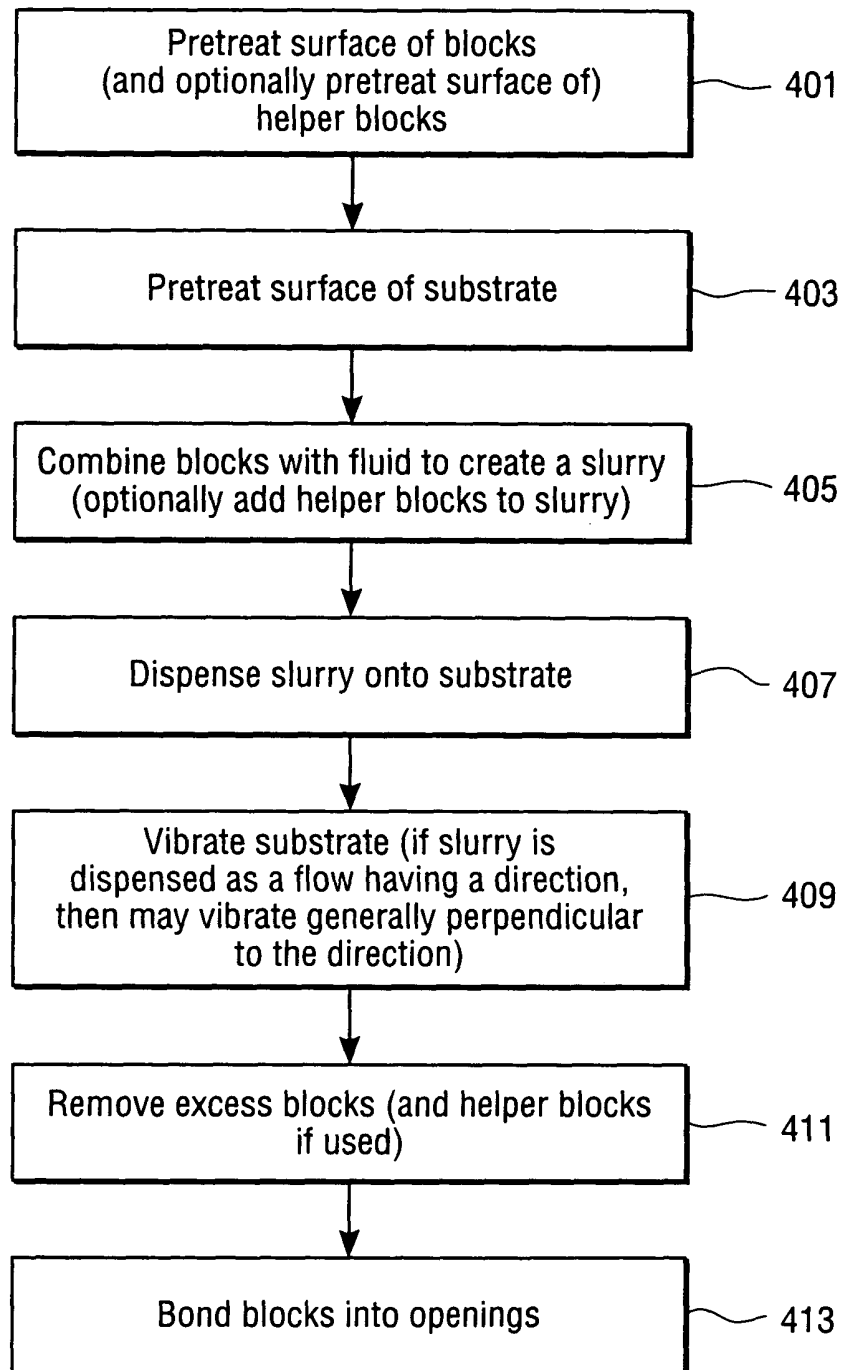 Pretreat surface of blocks
(and optionally pretreat surface of)
helper blocks
401
Pretreat surface of substrate
403
Combine blocks with fluid to create a slurry
(optionally add helper blocks to slurry)
405
Dispense slurry onto substrate
407
Vibrate substrate (if slurry is
dispensed as a flow having a direction,
then may vibrate generally perpendicular
to the direction)
409
Remove excess blocks (and helper blocks
if used)
411
Bond blocks into openings
413